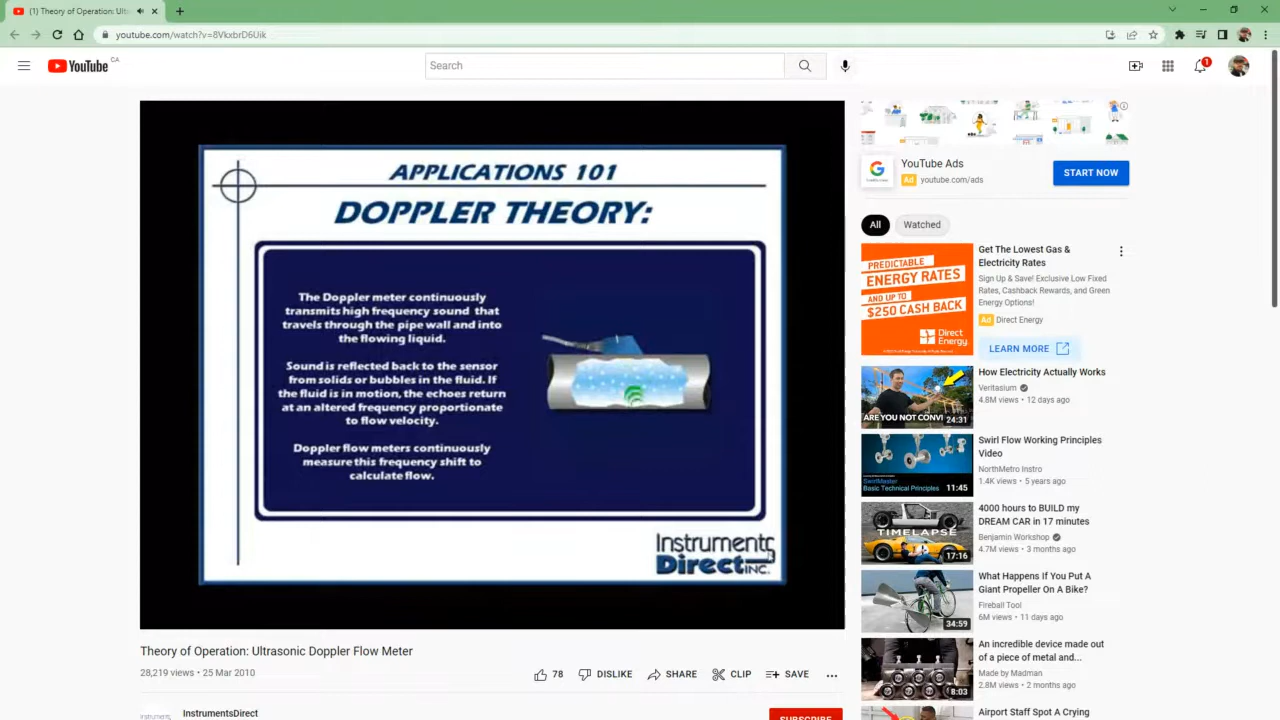 (1) Theory of Operation: Ult
youtube.com/watch?v=8VkxbrD6Uik
YouTube CA
Search
1
APPLICATIONS 101
DOPPLER THEORY:
The Doppler meter continuously
transmits high frequency sound that
travels through the pipe wall and into
the flowing liquid.
Sound is reflected back to the sensor
from solids or bubbles in the fluid. If
the fluid is in motion, the echoes return
at an altered frequency proportionate
to flow velocity.
Doppler flow meters continuously
measure this frequency shift to
calculate flow.
Instruments
Direct INC.
Theory of Operation: Ultrasonic Doppler Flow Meter
28,219 views • 25 Mar 2010
78
DISLIKE
SHARE
CLIP
SAVE
InstrumentsDirect
SUBSCRIBE
YouTube Ads
Ad youtube.com/ads
START NOW
All
Watched
PREDICTABLE
ENERGY RATES
AND UP TO
$250 CASH BACK
Direct
Energy
Get The Lowest Gas &
Electricity Rates
Sign Up & Save! Exclusive Low Fixed
Rates, Cashback Rewards, and Green
Energy Options!
Ad Direct Energy
LEARN MORE
ARE YOU NOT CONVI
24:31
How Electricity Actually Works
Veritasium
4.8M views • 12 days ago
SwirlMaster
Basic Technical Principles
11:45
Swirl Flow Working Principles
Video
NorthMetro Instro
1.4K views • 5 years ago
TIMELAPSE
17:16
4000 hours to BUILD my
DREAM CAR in 17 minutes
Benjamin Workshop
4.7M views • 3 months ago
34:59
What Happens If You Put A
Giant Propeller On A Bike?
Fireball Tool
6M views • 11 days ago
8:03
An incredible device made out
of a piece of metal and...
Made by Madman
2.8M views • 2 months ago
Airport Staff Spot A Crying